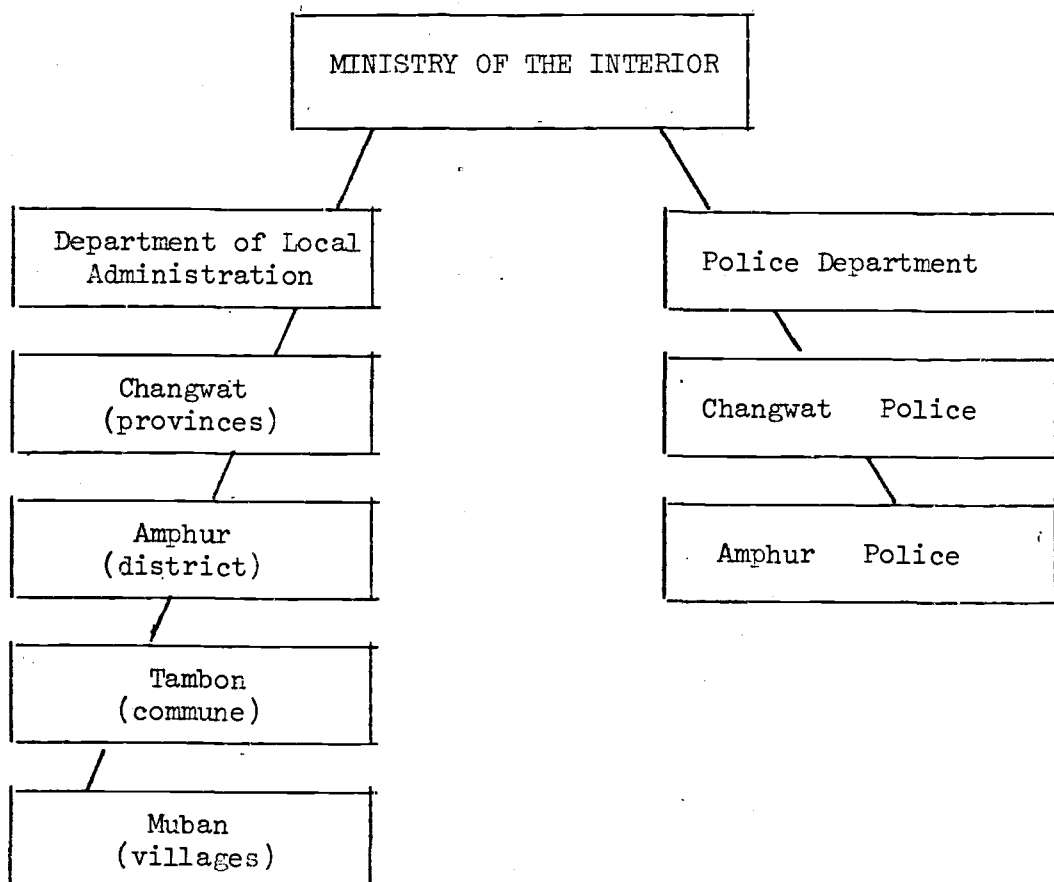 MINISTRY OF THE INTERIOR
Department of Local
Administration
Police Department
Changwat
(provinces)
Changwat Police
Amphur
(district)
Amphur Police
Tambon
(commune)
Muban
(villages)